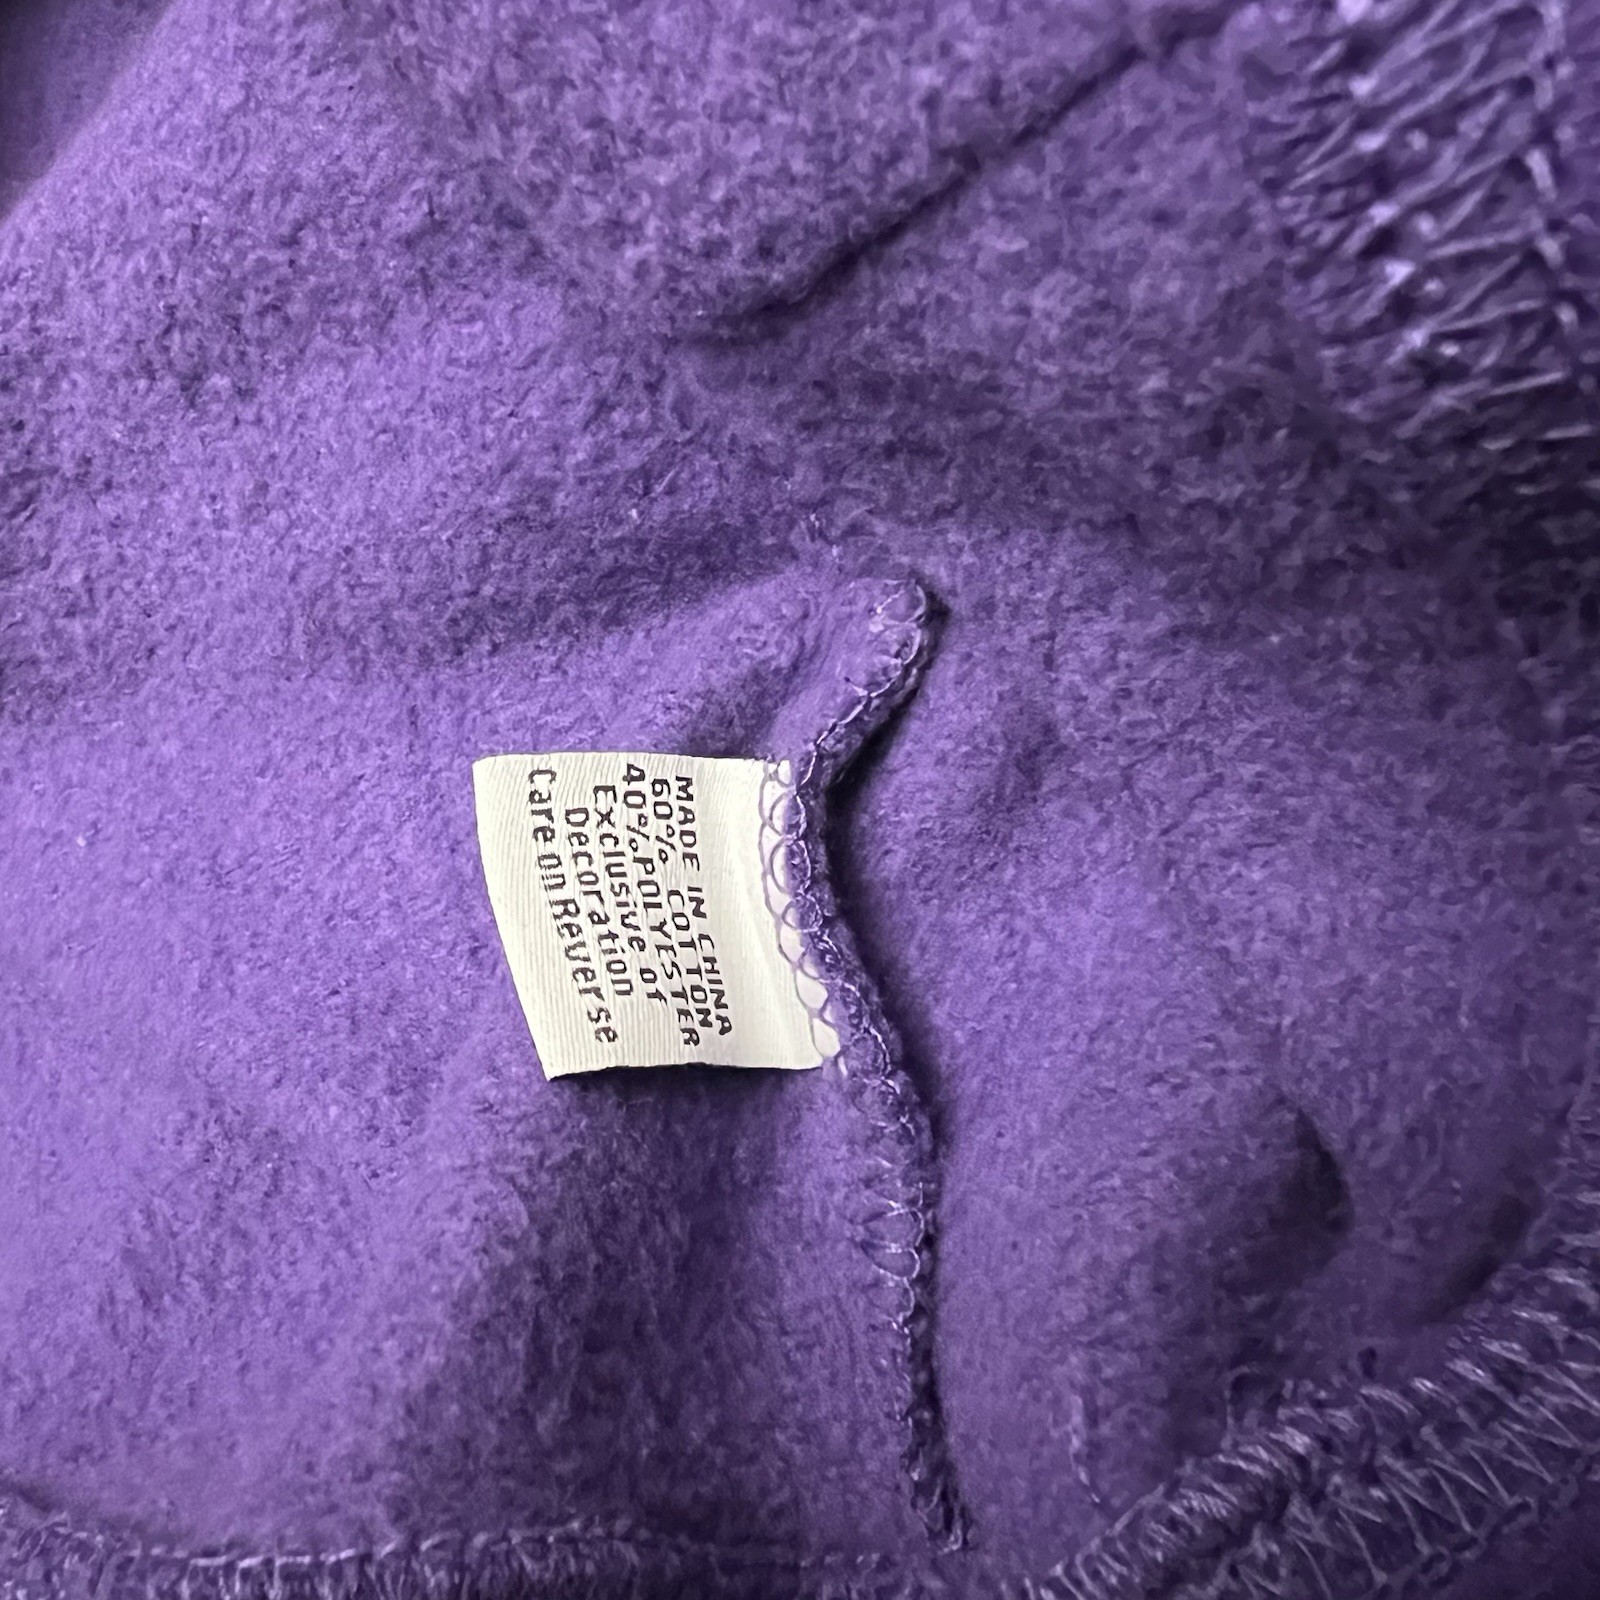 MADE IN CHINA
60% COTTON
40%POLYESTER
Exclusive of
Decoration
Care on Reverse